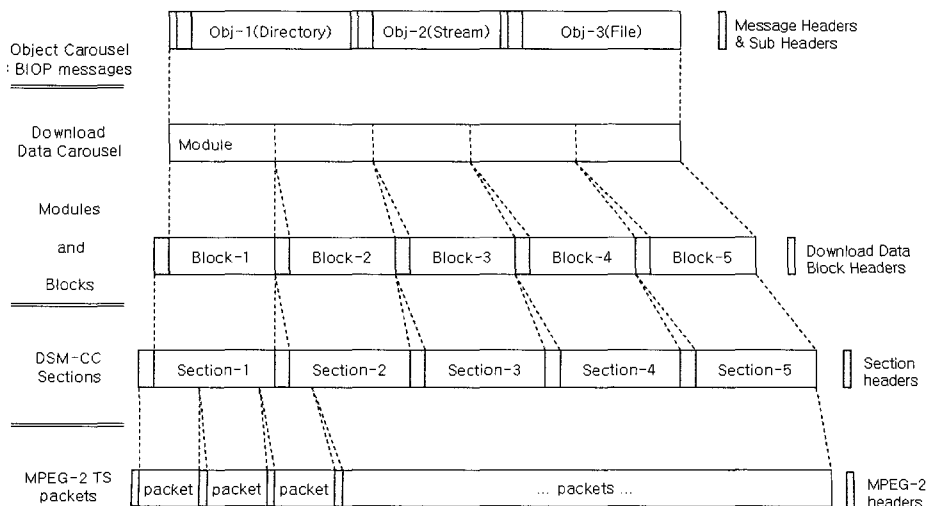 Object Carousel
: BIOP messages
Obj-1(Directory)
Obj-2(Stream)
Obj-3(File)
Message Headers
& Sub Headers
Download
Data Carousel
Module
Modules
and
Blocks
Block-1
Block-2
Block-3
Block-4
Block-5
Download Data
Block Headers
DSM-CC
Sections
Section-1
Section-2
Section-3
Section-4
Section-5
Section
headers
MPEG-2 TS
packets
packet
packet
packet
... packets ...
MPEG-2
headers